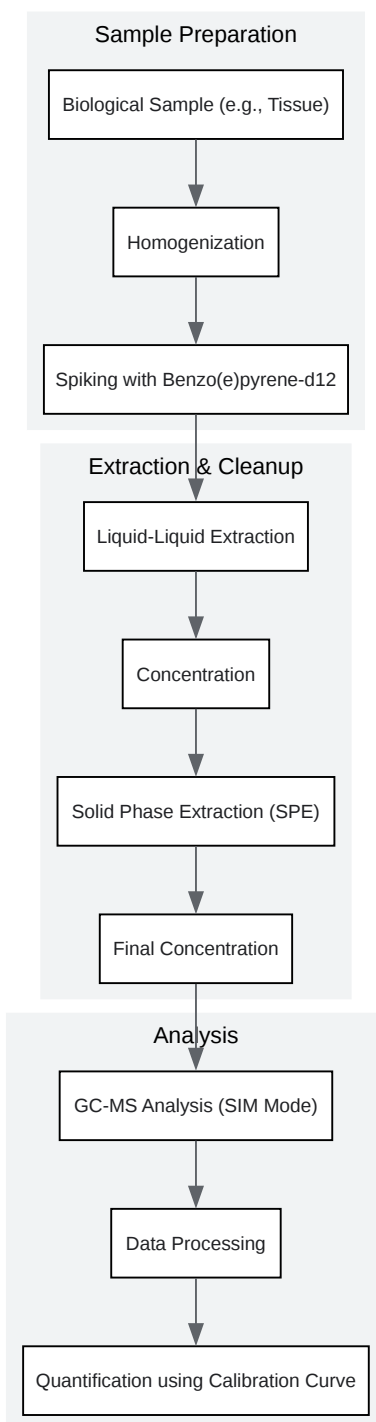 Sample Preparation
Biological Sample (e.g., Tissue)
Homogenization
Spiking with Benzo(e)pyrene-d12
Extraction & Cleanup
Liquid-Liquid Extraction
Concentration
Solid Phase Extraction (SPE)
Final Concentration
Analysis
GC-MS Analysis (SIM Mode)
Data Processing
Quantification using Calibration Curve